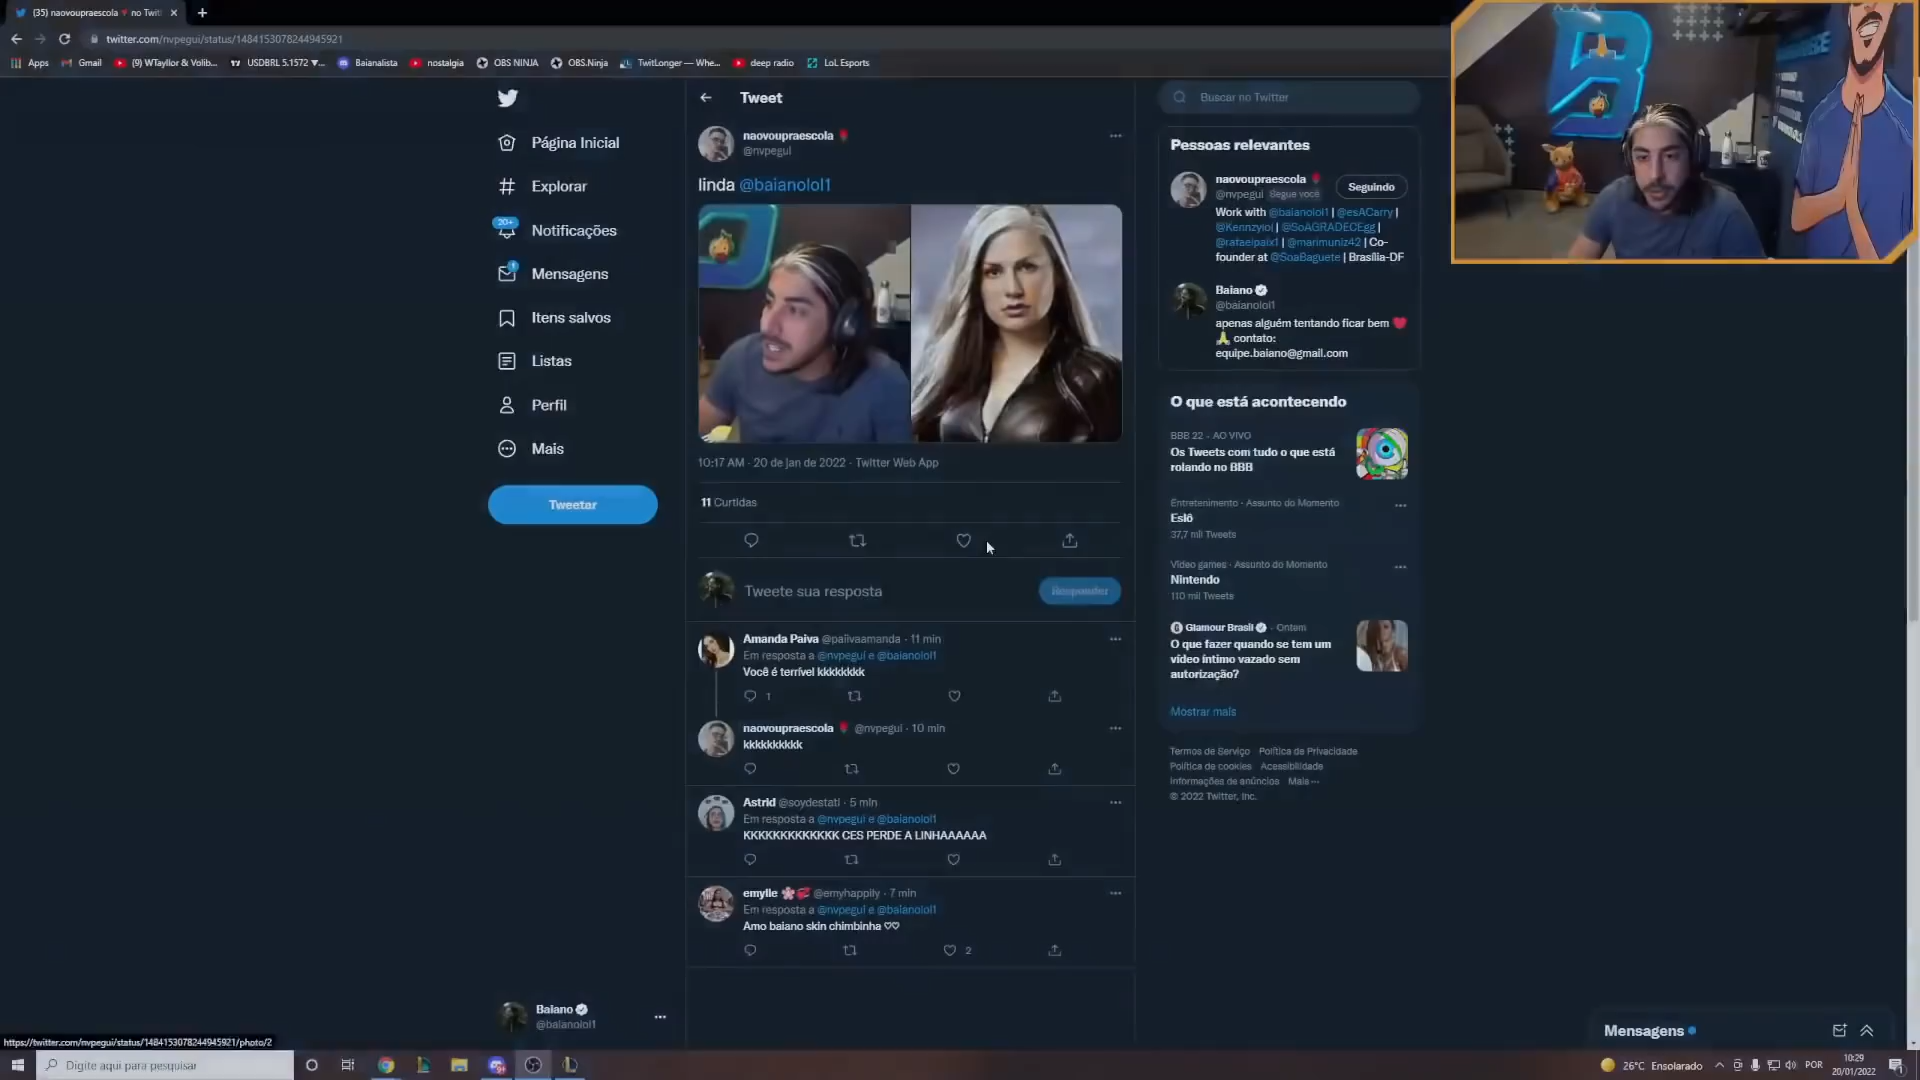 (35) naovoupraescola no Twitt
twitter.com/nvpegui/status/1484153078244945921
Apps
Gmail
(9) WTayllor & Volib...
USDBRL 5.1572 ▼...
Baianalista
nostalgia
OBS NINJA
OBS.Ninja
TwitLonger — Whe...
deep radio
LoL Esports
Página Inicial
Explorar
20+
Notificações
1
Mensagens
Itens salvos
Listas
Perfil
Mais
Tweetar
Baiano
@baianolol1
Tweet
naovoupraescola
@nvpegui
linda @baianolol1
10:17 AM · 20 de jan de 2022 · Twitter Web App
11 Curtidas
Tweete sua resposta
Responder
Amanda Paiva @paiivaamanda · 11 min
Em resposta a @nvpegui e @baianolol1
Você é terrível kkkkkkkk
1
naovoupraescola @nvpegui · 10 min
kkkkkkkkkk
Astrid @soydestati · 5 min
Em resposta a @nvpegui e @baianolol1
KKKKKKKKKKKKK CES PERDE A LINHAAAAAA
emylle @emyhappily · 7 min
Em resposta a @nvpegui e @baianolol1
Amo baiano skin chimbinha ♡♡
2
Buscar no Twitter
Pessoas relevantes
naovoupraescola
@nvpegui Segue você
Seguindo
Work with @baianolol1 | @esACarry |
@Kennzyiol | @SoAGRADECEgg |
@rafaelpaix1 | @marimuniz42 | Co-
founder at @SoaBaguete | Brasília-DF
Baiano
@baianolol1
apenas alguém tentando ficar bem
contato:
equipe.baiano@gmail.com
O que está acontecendo
BBB 22 · AO VIVO
Os Tweets com tudo o que está
rolando no BBB
Entretenimento · Assunto do Momento
Eslô
37,7 mil Tweets
Video games · Assunto do Momento
Nintendo
110 mil Tweets
Glamour Brasil · Ontem
O que fazer quando se tem um
vídeo íntimo vazado sem
autorização?
Mostrar mais
Termos de Serviço Política de Privacidade
Política de cookies Acessibilidade
Informações de anúncios Mais ···
© 2022 Twitter, Inc.
Mensagens
https://twitter.com/nvpegui/status/1484153078244945921/photo/2
Digite aqui para pesquisar
26°C Ensolarado
POR
10:29
20/01/2022